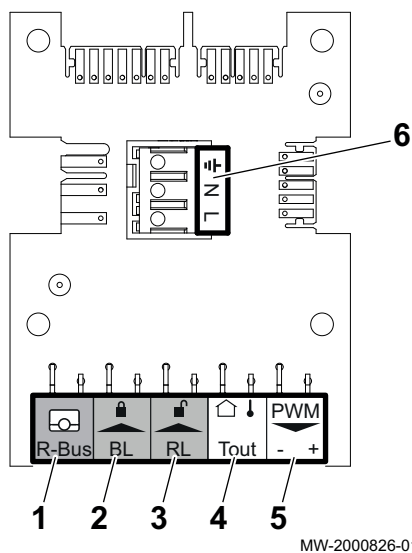 6
N
L
PWM
R-Bus BL RL Tout - +
1 2 3 4 5
MW-2000826-0